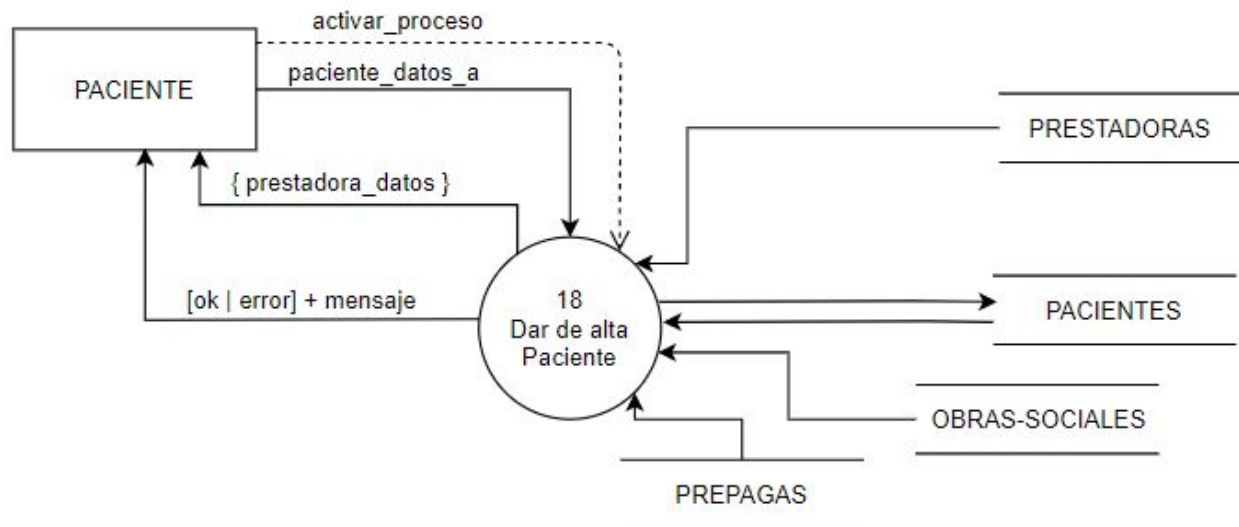 activar_proceso
paciente_datos_a
PACIENTE
PRESTADORAS
{ prestadora_datos }
[ok | error] + mensaje
18
Dar de alta
Paciente
PACIENTES
OBRAS-SOCIALES
PREPAGAS